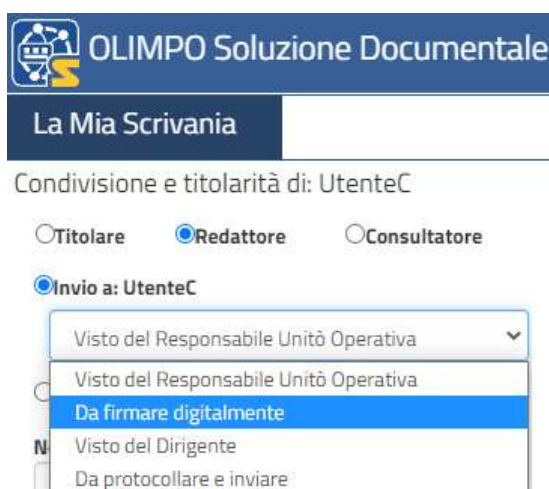 OLIMPO Soluzione Documentale
La Mia Scrivania
Condivisione e titolarità di: UtenteC
Titolare Redattore Consultatore
Invio a: UtenteC
Visto del Responsabile Unitò Operativa
Visto del Responsabile Unitò Operativa
Da firmare digitalmente
Visto del Dirigente
Da protocollare e inviare